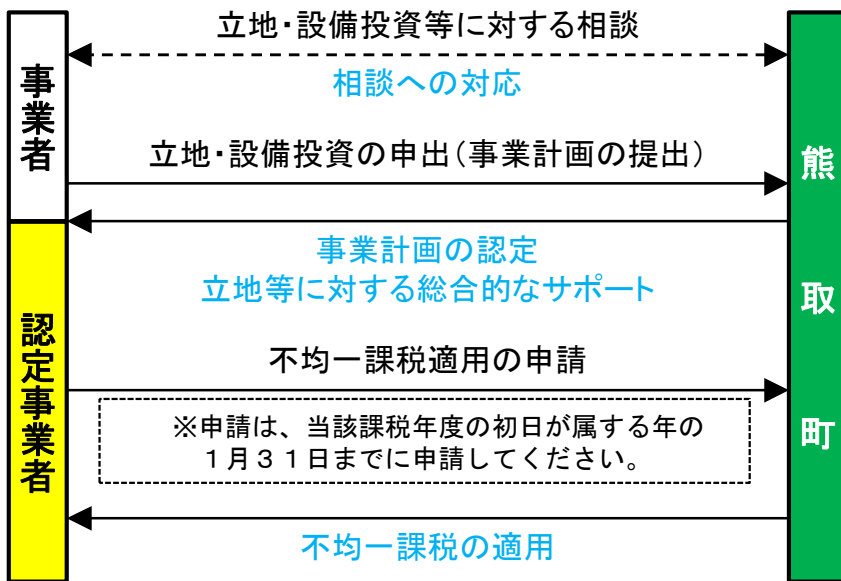 立地・設備投資等に対する相談
相談への対応
事業者
立地・設備投資の申出（事業計画の提出）
熊取町
事業計画の認定
立地等に対する総合的なサポート
認定事業者
不均一課税適用の申請
※申請は、当該課税年度の初日が属する年の
１月３１日までに申請してください。
不均一課税の適用